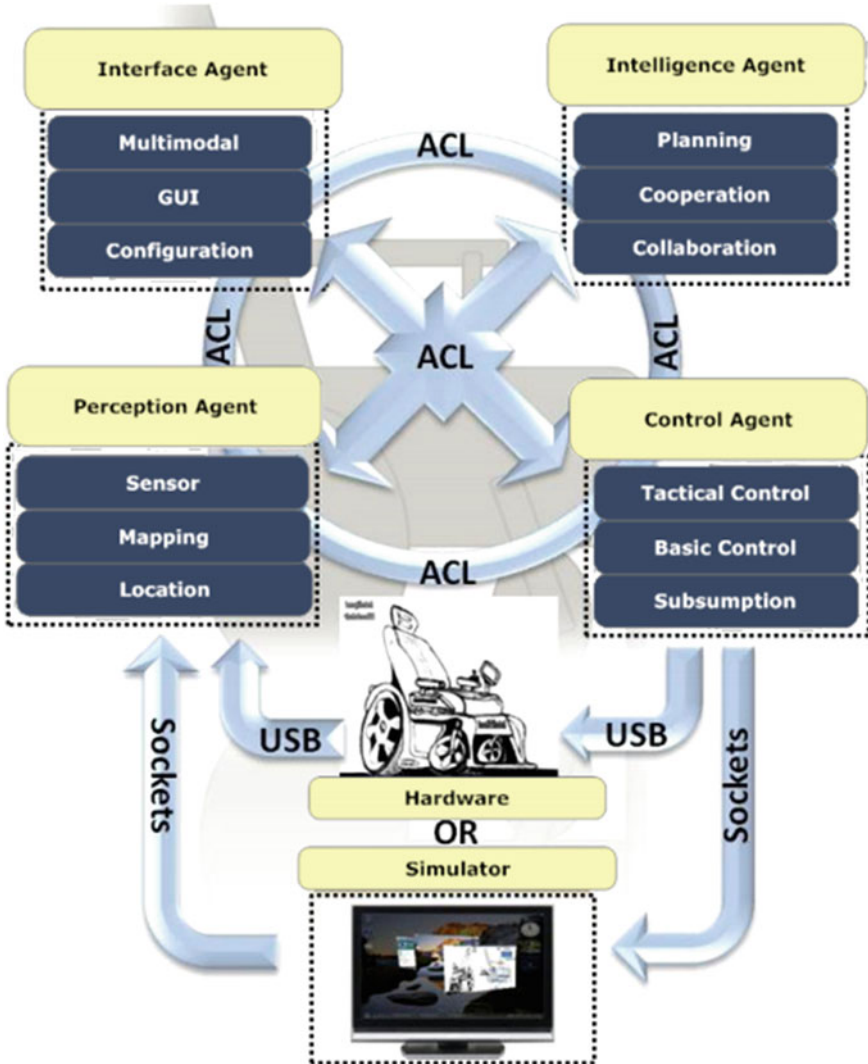 Interface Agent
Multimodal
GUI
Configuration
Intelligence Agent
Planning
Cooperation
Collaboration
ACL
ACL
ACL
ACL
Perception Agent
Sensor
Mapping
Location
Control Agent
Tactical Control
Basic Control
Subsumption
ACL
USB
USB
Sockets
Sockets
Hardware
OR
Simulator